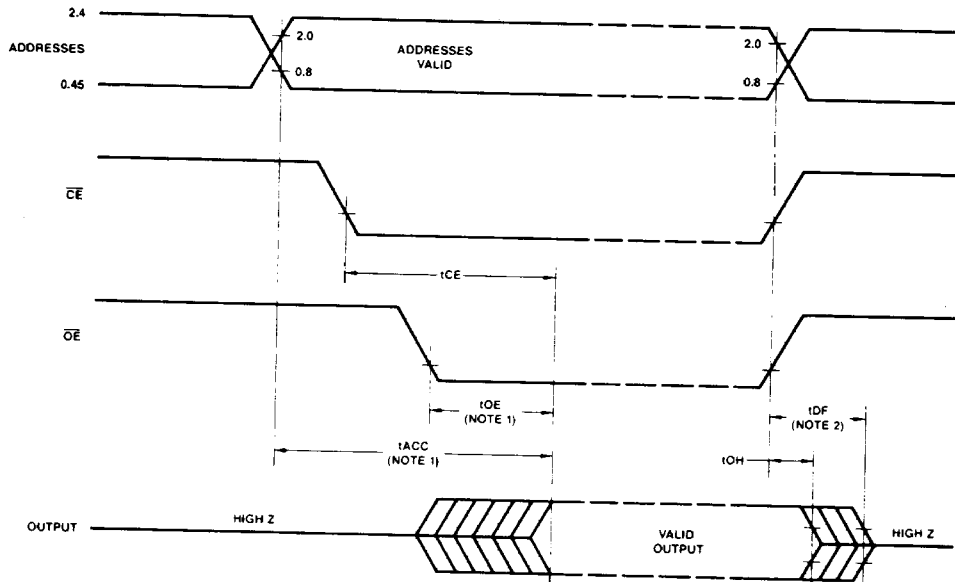 2.4
ADDRESSES
0.45
2.0
0.8
ADDRESSES
VALID
2.0
0.8
CE
tCE
OE
tOE
(NOTE 1)
tDF
(NOTE 2)
tACC
(NOTE 1)
tOH
OUTPUT
HIGH Z
VALID
OUTPUT
HIGH Z